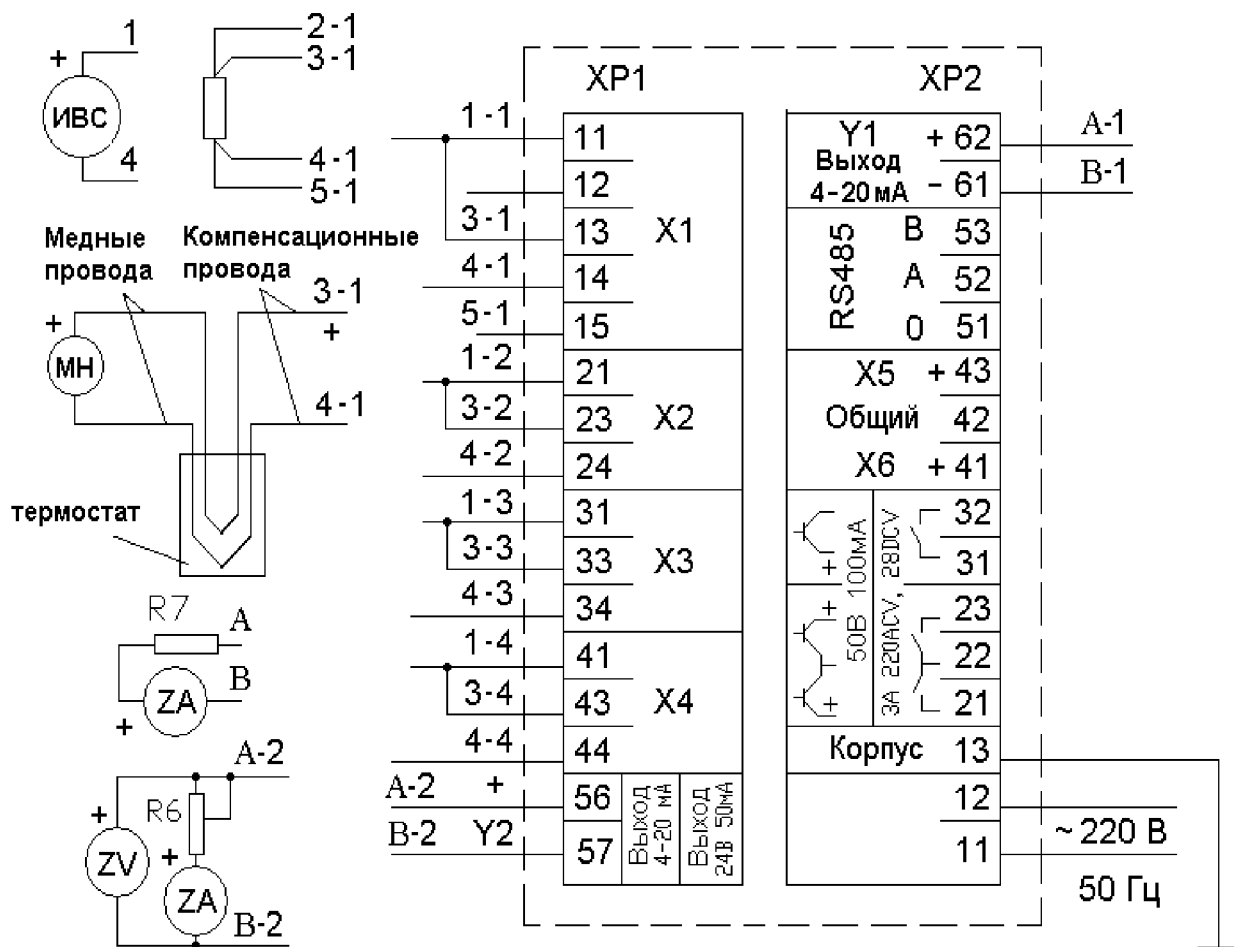 1
+
ИВС
4
2-1
3-1
4-1
5-1
Медные
провода
Компенсационные
провода
3-1
+
+
МН
4-1
термостат
R7
A
B
ZA
+
A-2
+
R6
ZV
+
ZA
B-2
XP1
1-1
11
12
3-1
13
X1
4-1
14
5-1
15
1-2
21
3-2
23
X2
4-2
24
1-3
31
3-3
33
X3
4-3
34
1-4
41
3-4
43
X4
4-4
44
A-2
+
56
B-2
Y2
57
Выход
4-20 мА
Выход
24В 50мА
XP2
Y1
+ 62
A-1
Выход
4-20 мА
- 61
B-1
RS485
B 53
A 52
0 51
X5 + 43
Общий 42
X6 + 41
+
+
+
50В 100мА
3А 220ACV, 28DCV
32
31
23
22
21
Корпус 13
12
11
~220 В
50 Гц